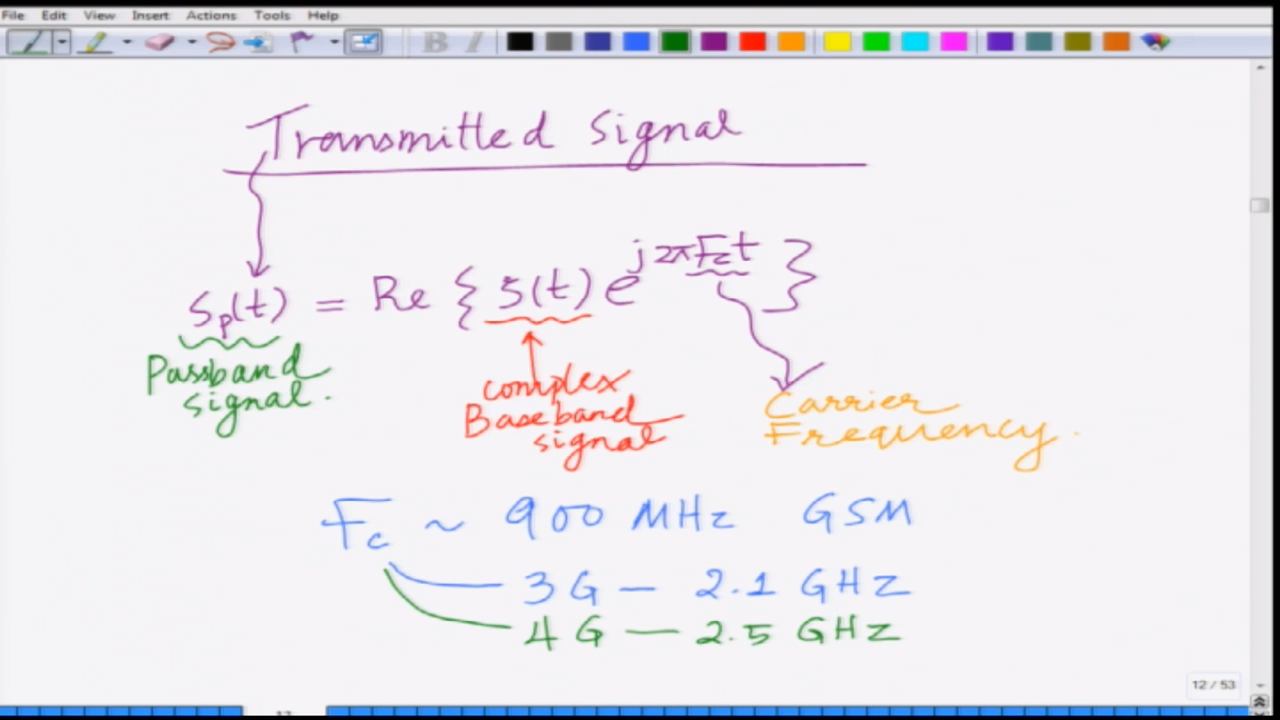 File Edit View Insert Actions Tools Help
B I
Transmitted Signal
Sp(t) = Re { S(t) e^{j2πFct} }
Passband
signal.
complex
Baseband
signal
Carrier
Frequency.
Fc ~ 900 MHz GSM
3G — 2.1 GHz
4G — 2.5 GHz
12 / 53